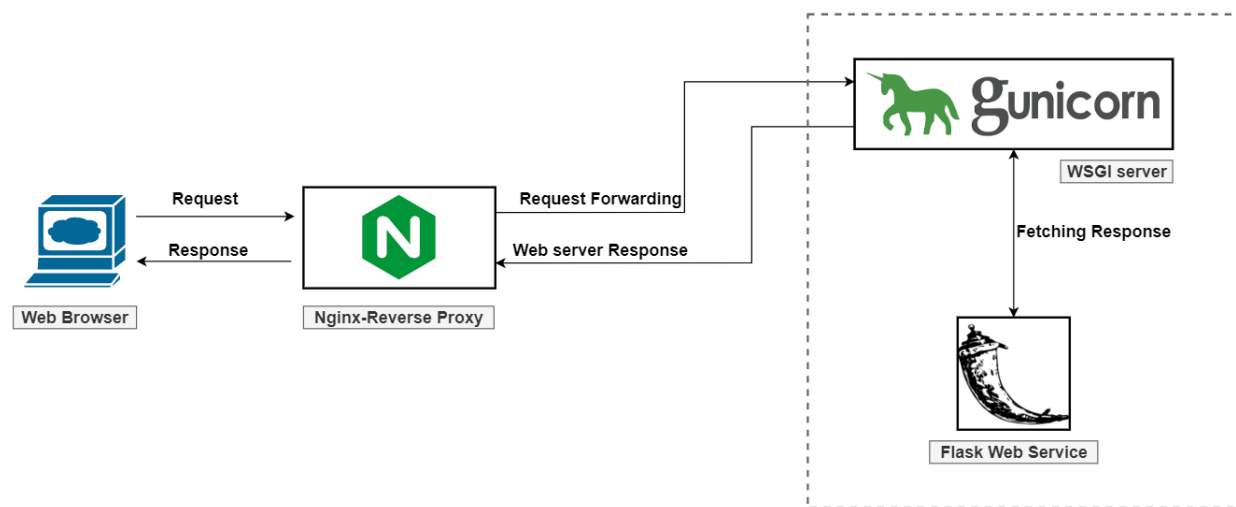 gunicorn
WSGI server
Request
Request Forwarding
Fetching Response
Response
Web server Response
Web Browser
Nginx-Reverse Proxy
N
Flask Web Service